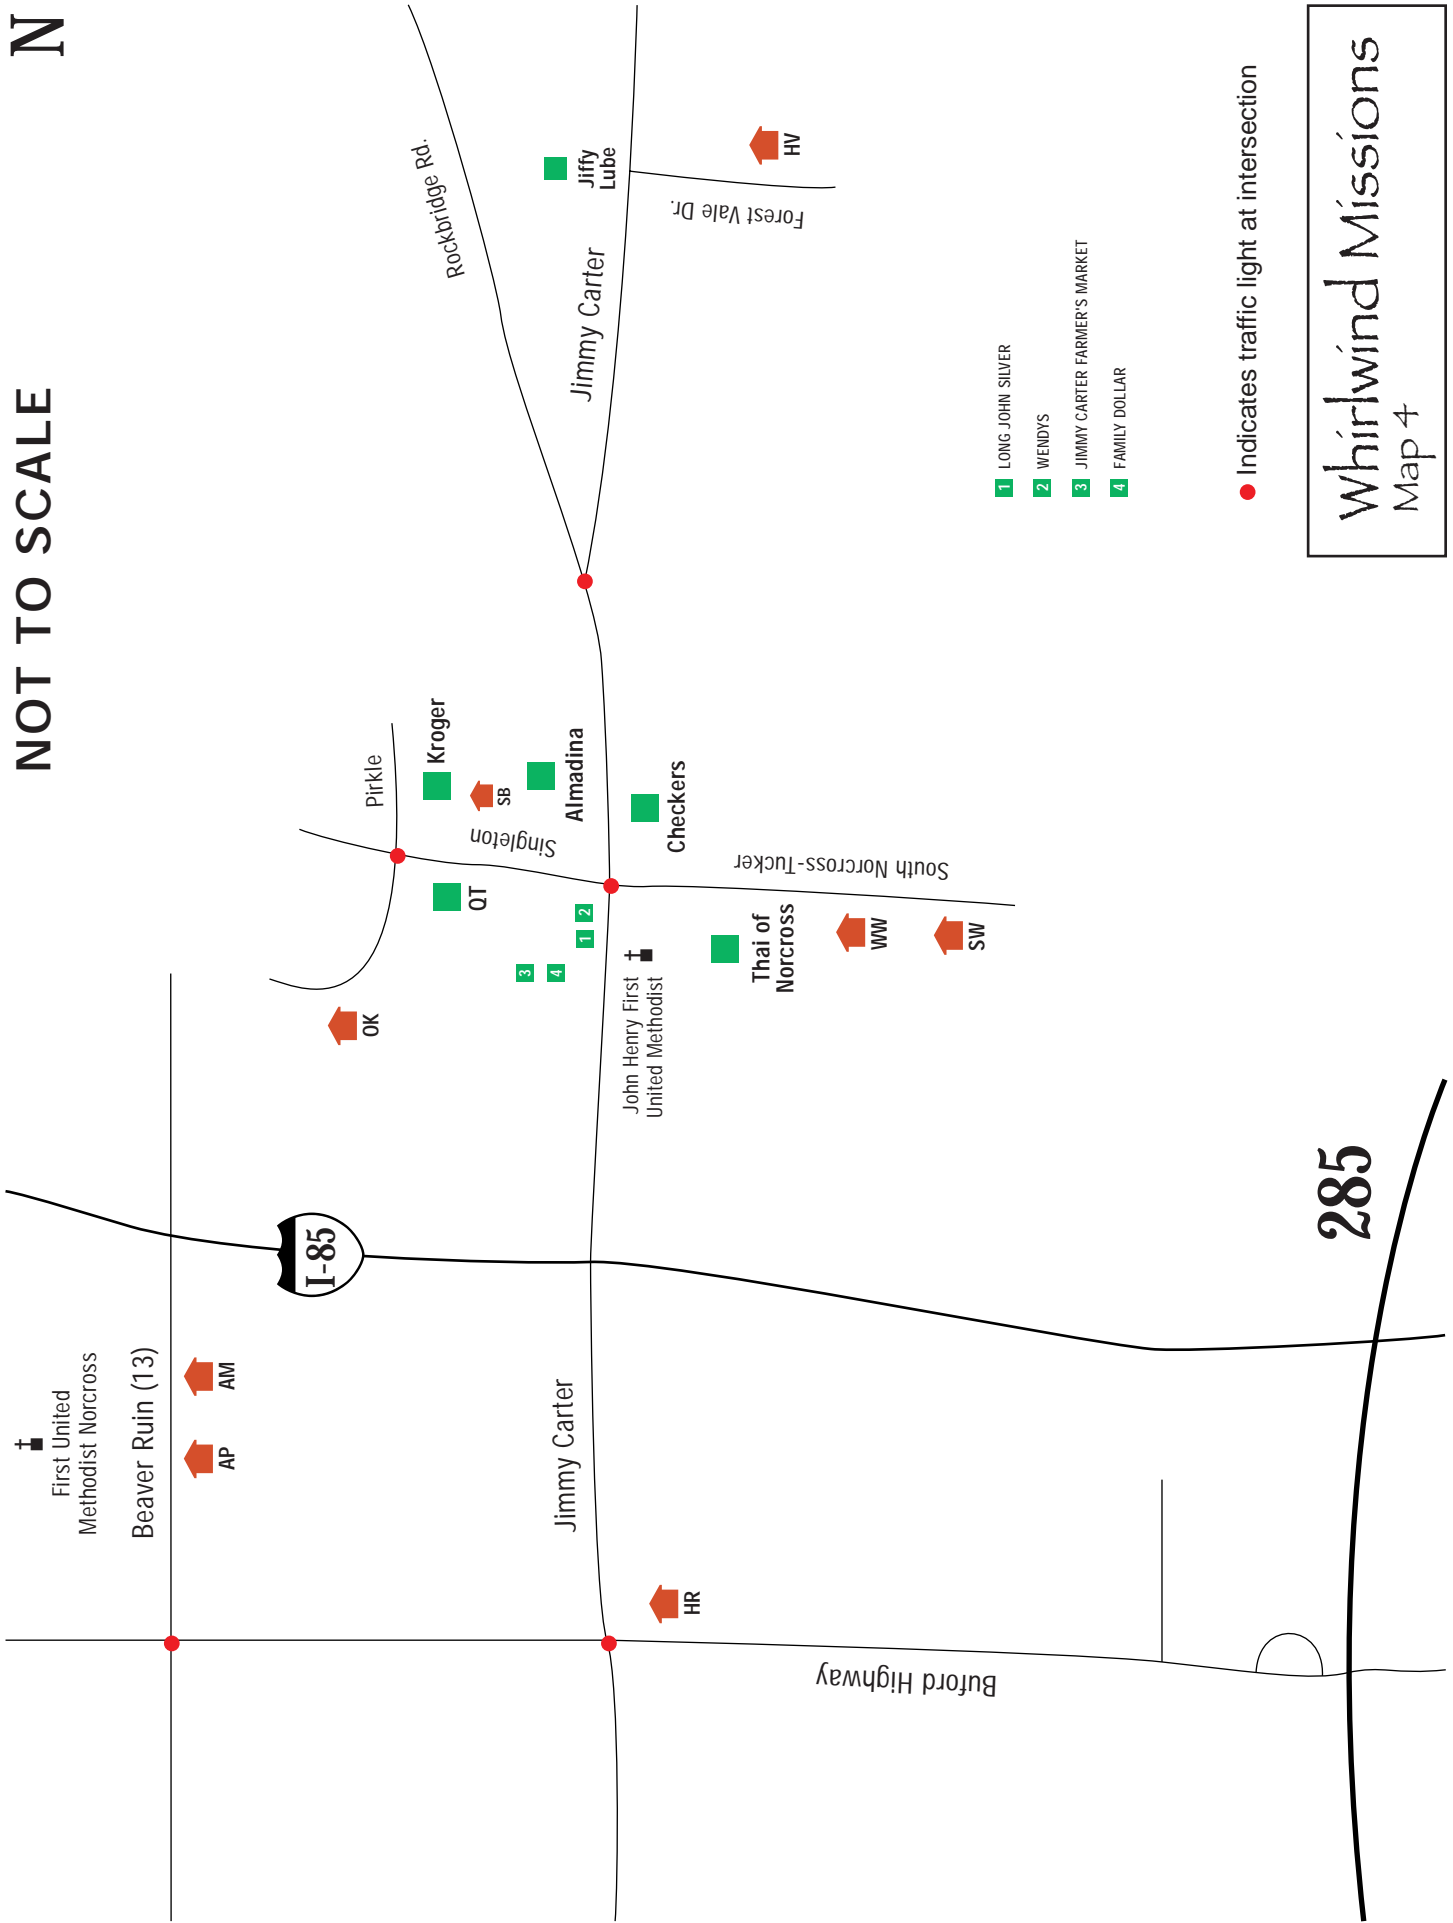 NOT TO SCALE
N
First United
Methodist Norcross
Beaver Ruin (13)
AP
AM
I-85
OK
Pirkle
Rockbridge Rd.
Kroger
QT
SB
Singleton
Almadina
Jiffy
Lube
3
4
1
2
Jimmy Carter
Jimmy Carter
John Henry First
United Methodist
Checkers
HR
Thai of
Norcross
South Norcross-Tucker
Forest Vale Dr.
HV
WW
SW
Buford Highway
1 LONG JOHN SILVER
2 WENDYS
3 JIMMY CARTER FARMER'S MARKET
4 FAMILY DOLLAR
Indicates traffic light at intersection
285
Whirlwind Missions
Map 4